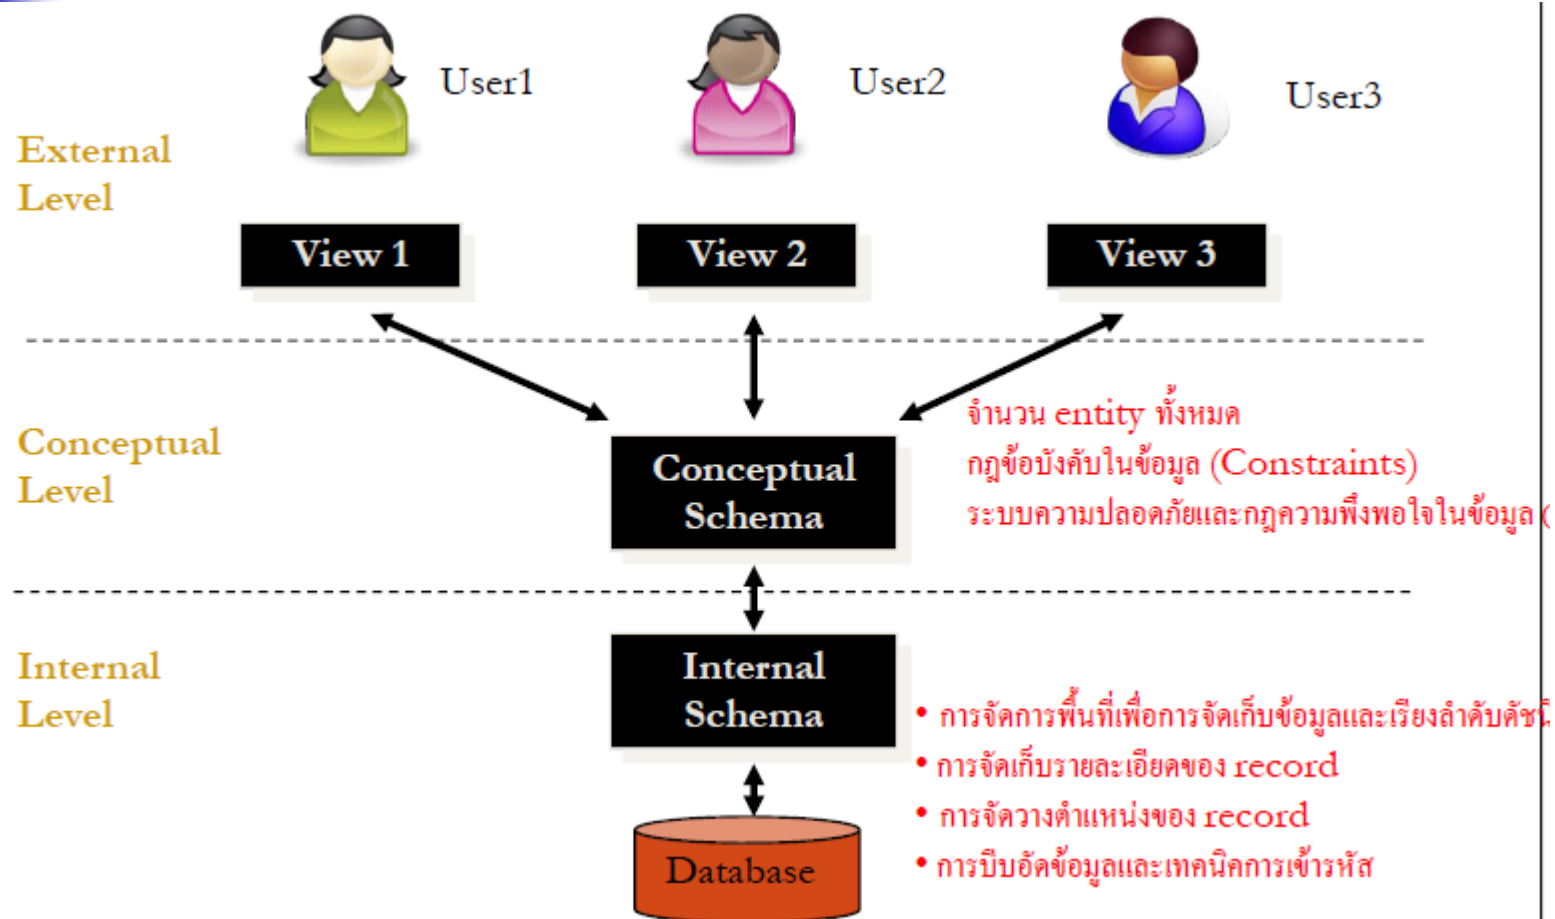 User1
User2
User3
External
Level
View 1
View 2
View 3
Conceptual
Level
Conceptual
Schema
จำนวน entity ทั้งหมด
กฎข้อบังคับในข้อมูล (Constraints)
ระบบความปลอดภัยและกฎความพึงพอใจในข้อมูล (
Internal
Level
Internal
Schema
• การจัดการพื้นที่เพื่อการจัดเก็บข้อมูลและเรียงลำดับดัชนี
• การจัดเก็บรายละเอียดของ record
• การจัดวางตำแหน่งของ record
• การบีบอัดข้อมูลและเทคนิคการเข้ารหัส
Database